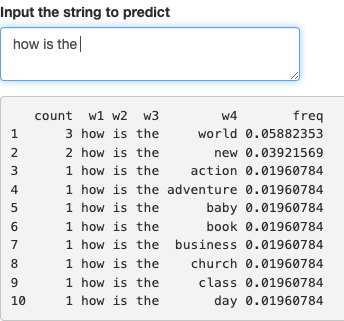 Input the string to predict
how is the
count w1 w2 w3 w4 freq
1 3 how is the world 0.05882353
2 2 how is the new 0.03921569
3 1 how is the action 0.01960784
4 1 how is the adventure 0.01960784
5 1 how is the baby 0.01960784
6 1 how is the book 0.01960784
7 1 how is the business 0.01960784
8 1 how is the church 0.01960784
9 1 how is the class 0.01960784
10 1 how is the day 0.01960784